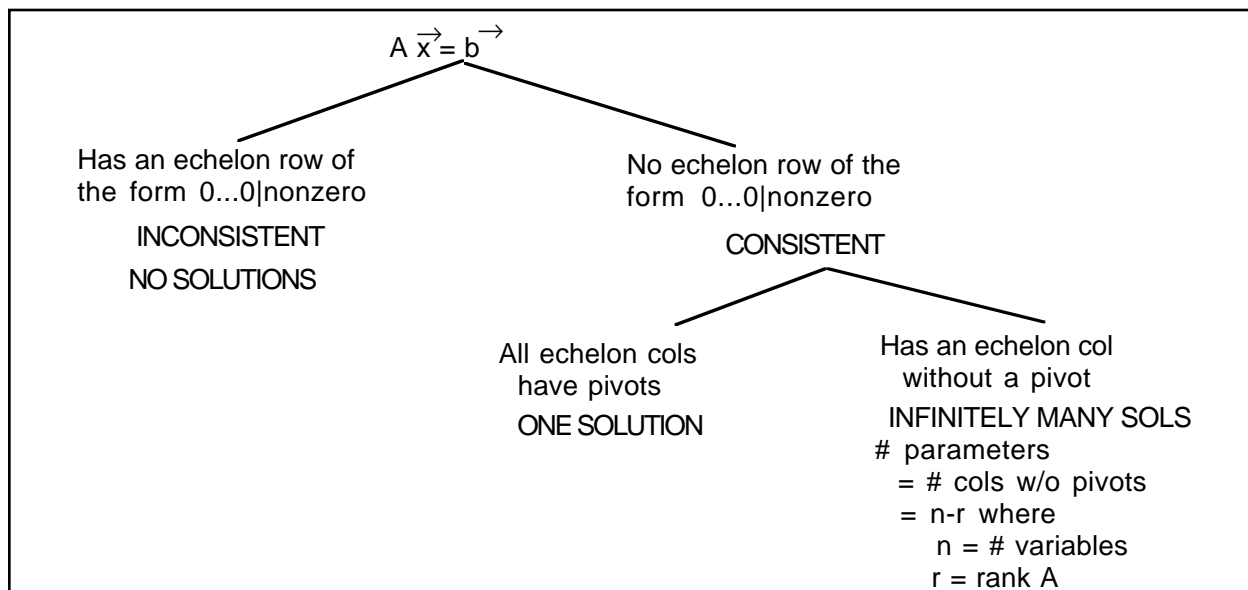 A x⃗ = b⃗
Has an echelon row of
the form 0...0|nonzero
INCONSISTENT
NO SOLUTIONS
No echelon row of the
form 0...0|nonzero
CONSISTENT
All echelon cols
have pivots
ONE SOLUTION
Has an echelon col
without a pivot
INFINITELY MANY SOLS
# parameters
= # cols w/o pivots
= n-r where
n = # variables
r = rank A